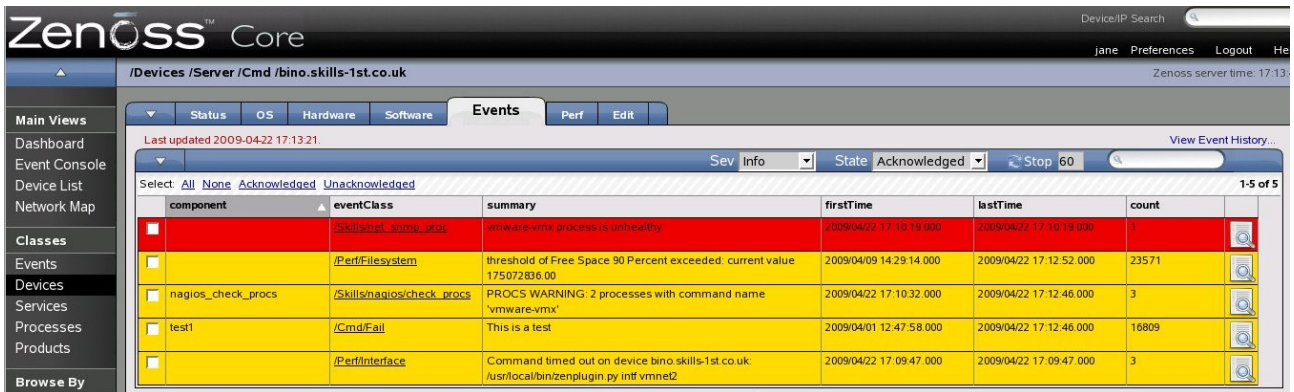 Zenoss™ Core
Device/IP Search
jane Preferences Logout He
/Devices /Server /Cmd /bino.skills-1st.co.uk
Zenoss server time: 17:13:
Main Views
Dashboard
Event Console
Device List
Network Map
Classes
Events
Devices
Services
Processes
Products
Browse By
Status OS Hardware Software Events Perf Edit
Last updated 2009-04-22 17:13:21.
View Event History...
Sev Info State Acknowledged Stop 60
Select: All None Acknowledged Unacknowledged
1-5 of 5
component eventClass summary firstTime lastTime count
/Skills/net_snmp_proc vmware-vmx process is unhealthy 2009/04/22 17:10:19.000 2009/04/22 17:10:19.000 1
/Perf/Filesystem threshold of Free Space 90 Percent exceeded: current value 2009/04/09 14:29:14.000 2009/04/22 17:12:52.000 23571
175072836.00
nagios_check_procs /Skills/nagios/check_procs PROCS WARNING: 2 processes with command name 2009/04/22 17:10:32.000 2009/04/22 17:12:46.000 3
'vmware-vmx'
test1 /Cmd/Fail This is a test 2009/04/01 12:47:58.000 2009/04/22 17:12:46.000 16809
/Perf/Interface Command timed out on device bino.skills-1st.co.uk: 2009/04/22 17:09:47.000 2009/04/22 17:09:47.000 3
/usr/local/bin/zenplugin.py intf vmnet2